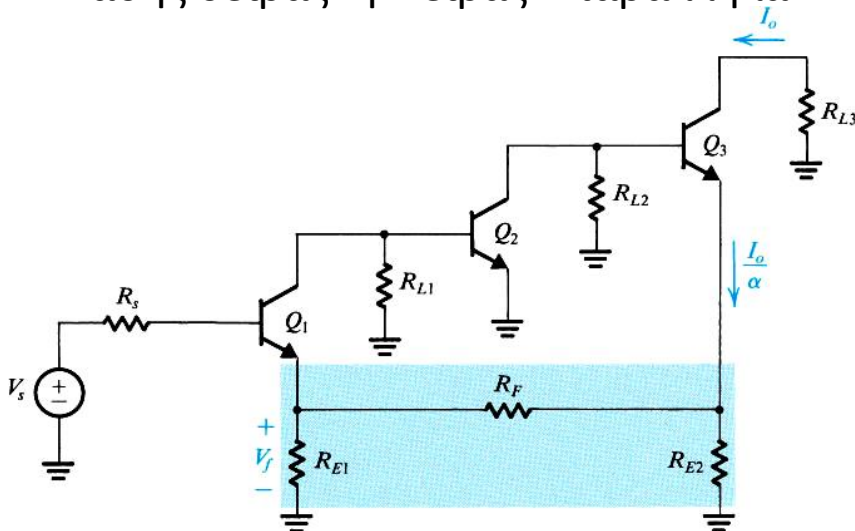 I_o
R_L3
Q_3
R_L2
Q_2
I_o
α
R_L1
R_s
Q_1
V_s
+
−
R_F
+
V_f
−
R_E1
R_E2